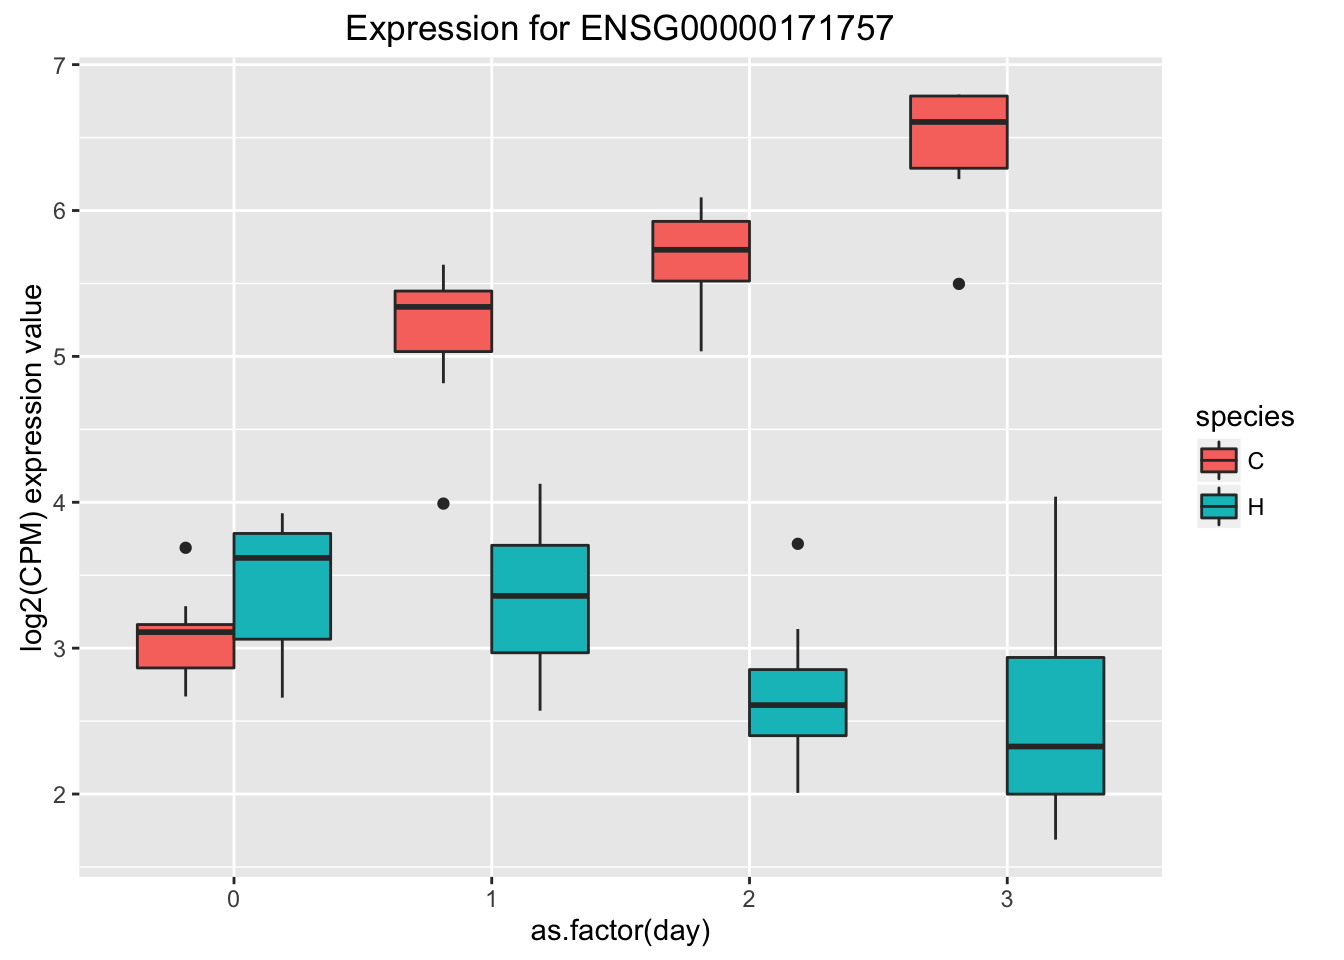 Expression for ENSG00000171757
log2(CPM) expression value
7
6
5
4
3
2
0
1
2
3
as.factor(day)
species
C
H